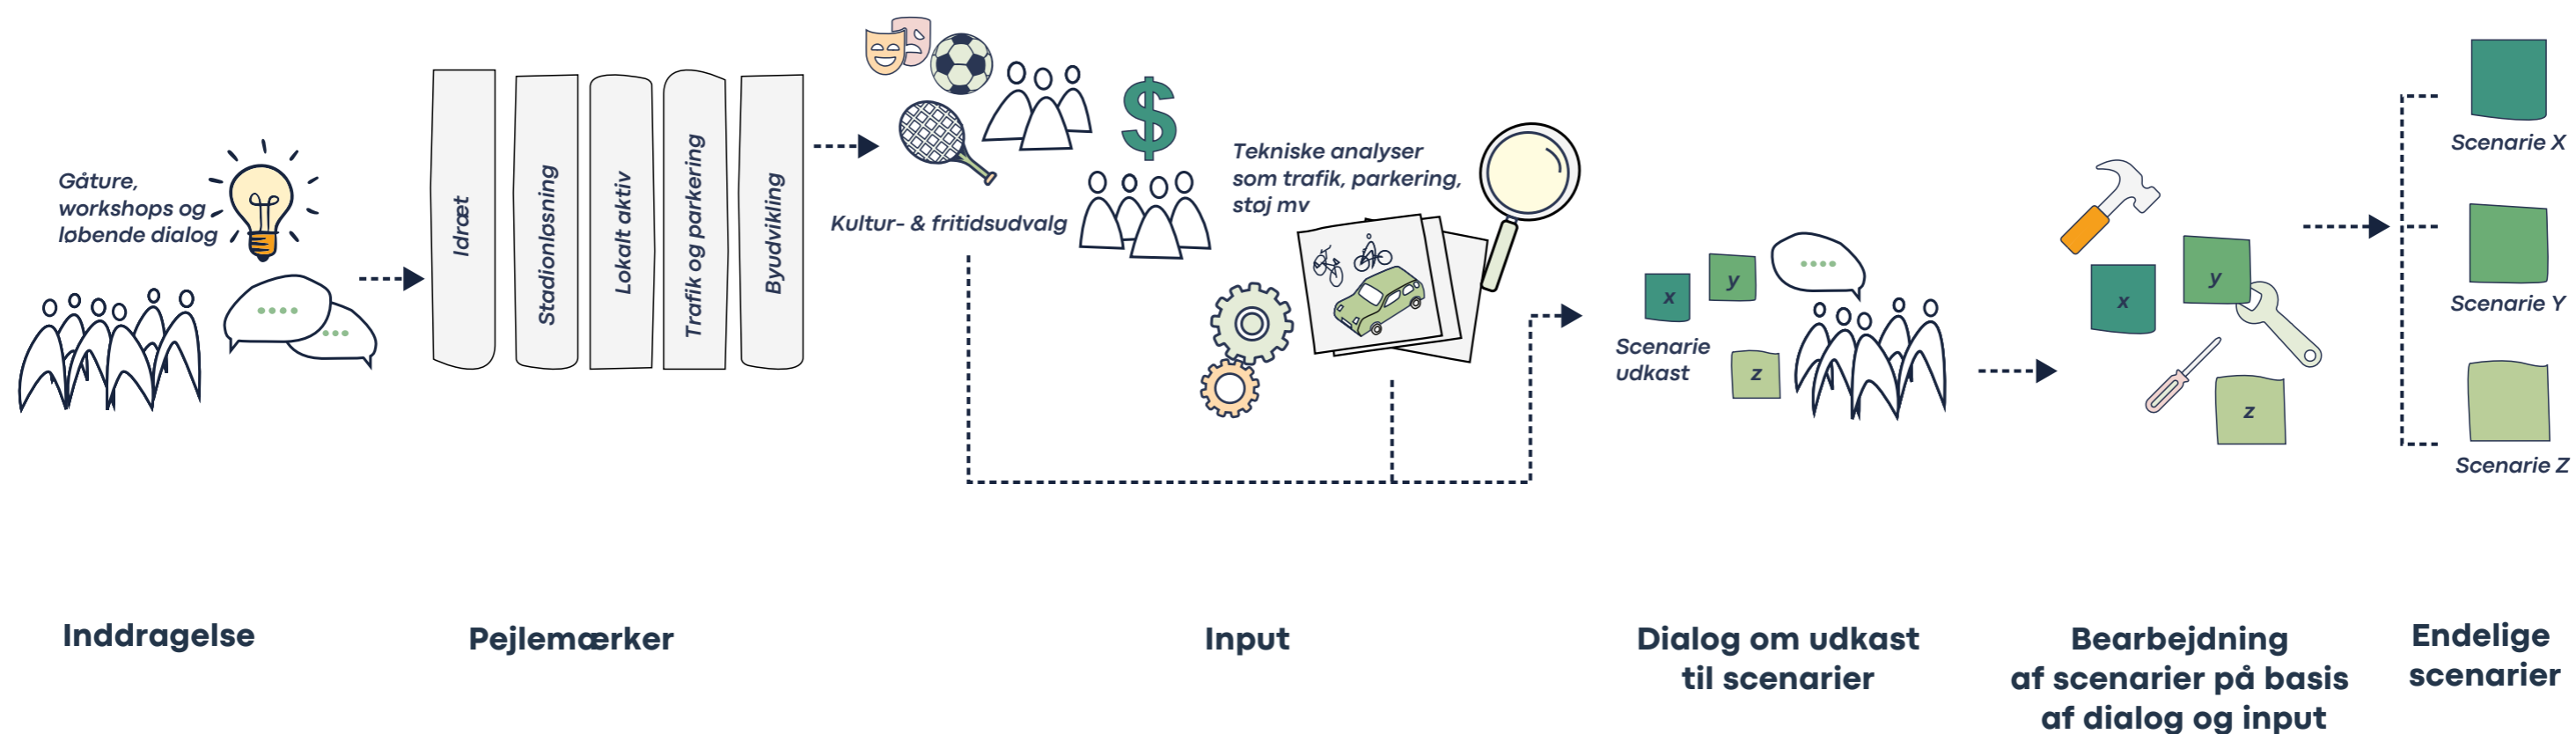 Gåture,
workshops og
løbende dialog
Idræt
Stadionløsning
Lokalt aktiv
Trafik og parkering
Byudvikling
Kultur- & fritidsudvalg
Tekniske analyser
som trafik, parkering,
støj mv
x
y
z
Scenarie
udkast
x
y
z
Scenarie X
Scenarie Y
Scenarie Z
Inddragelse
Pejlemærker
Input
Dialog om udkast
til scenarier
Bearbejdning
af scenarier på basis
af dialog og input
Endelige
scenarier